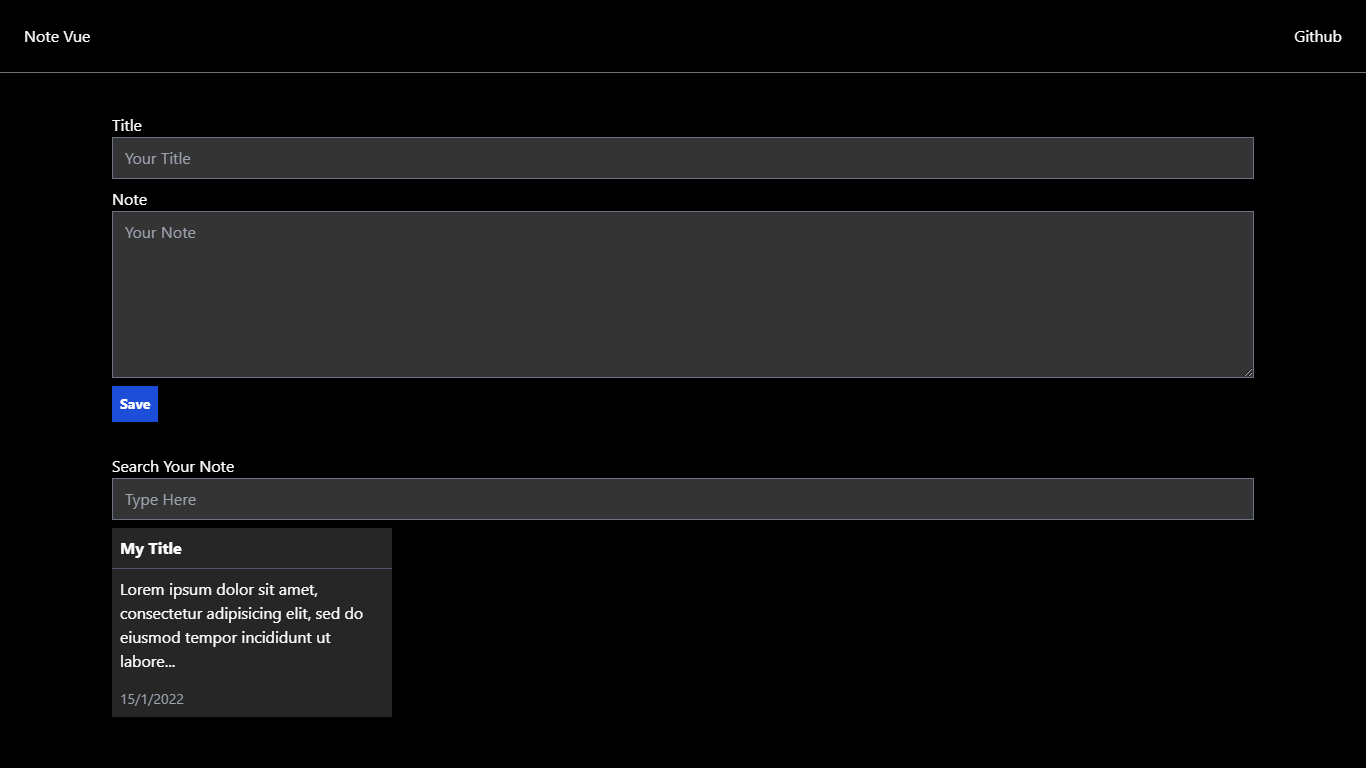 Note Vue
Github
Title
Your Title
Note
Your Note
Save
Search Your Note
Type Here
My Title
Lorem ipsum dolor sit amet,
consectetur adipisicing elit, sed do
eiusmod tempor incididunt ut
labore...
15/1/2022